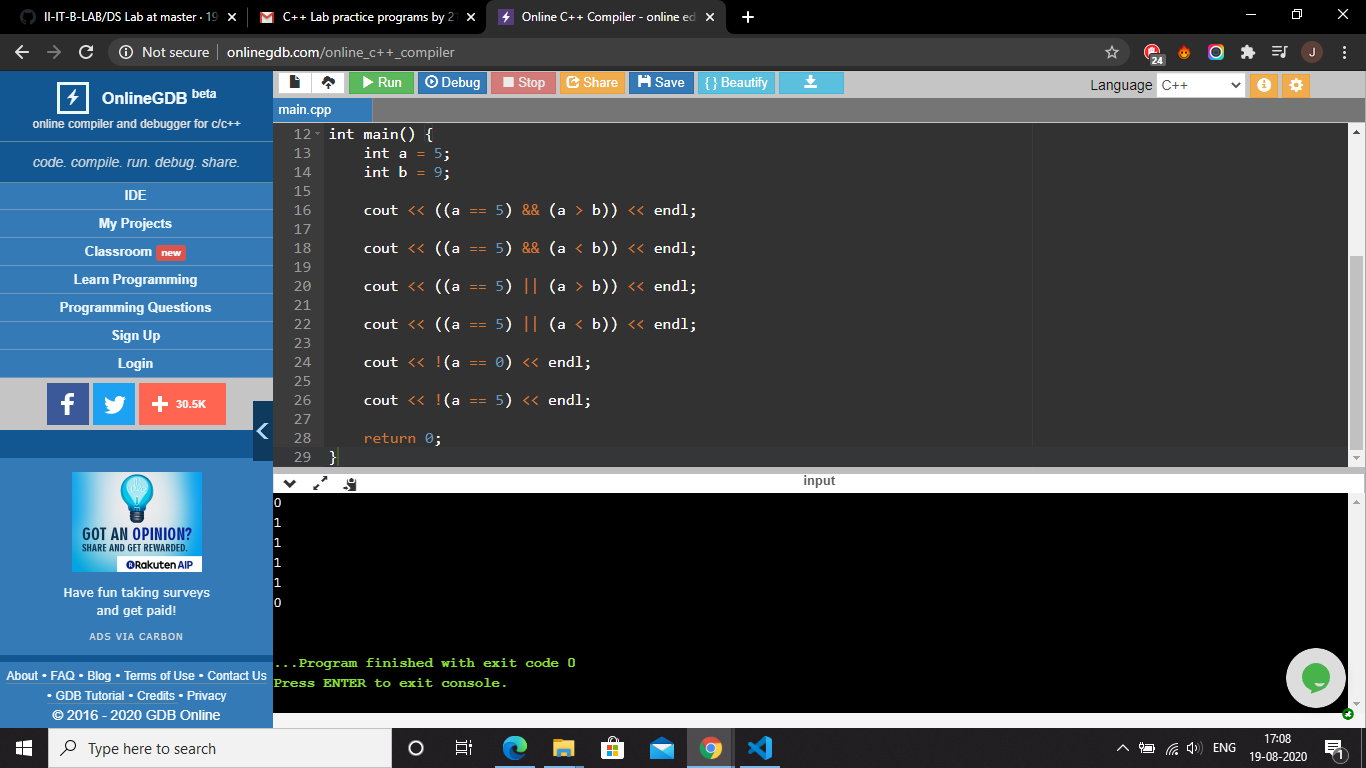 II-IT-B-LAB/DS Lab at master · 19
C++ Lab practice programs by 2
Online C++ Compiler - online ed
Not secure
onlinegdb.com/online_c++_compiler
24
J
OnlineGDB beta
online compiler and debugger for c/c++
code. compile. run. debug. share.
IDE
My Projects
Classroom new
Learn Programming
Programming Questions
Sign Up
Login
30.5K
GOT AN OPINION?
SHARE AND GET REWARDED.
Rakuten AIP
Have fun taking surveys
and get paid!
ADS VIA CARBON
About • FAQ • Blog • Terms of Use • Contact Us
• GDB Tutorial • Credits • Privacy
© 2016 - 2020 GDB Online
Run Debug Stop Share Save { } Beautify
Language C++
main.cpp
12 int main() {
13 int a = 5;
14 int b = 9;
15
16 cout << ((a == 5) && (a > b)) << endl;
17
18 cout << ((a == 5) && (a < b)) << endl;
19
20 cout << ((a == 5) || (a > b)) << endl;
21
22 cout << ((a == 5) || (a < b)) << endl;
23
24 cout << !(a == 0) << endl;
25
26 cout << !(a == 5) << endl;
27
28 return 0;
29 }
input
0
1
1
1
1
0
...Program finished with exit code 0
Press ENTER to exit console.
Type here to search
ENG
17:08
19-08-2020
1